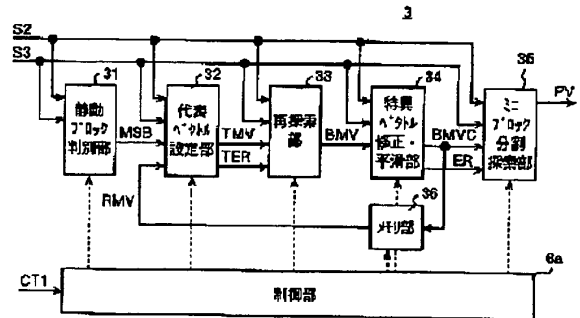 3
S2
S3
31
静動
ブロック
判別部
MSB
32
代表
ベクトル
設定部
TMV
TER
33
再探索
部
BMV
34
特異
ベクトル
修正・
平滑部
BMVC
ER
35
ミニ
ブロック
分割
探索部
PV
RMV
36
メモリ部
6a
CT1
制御部